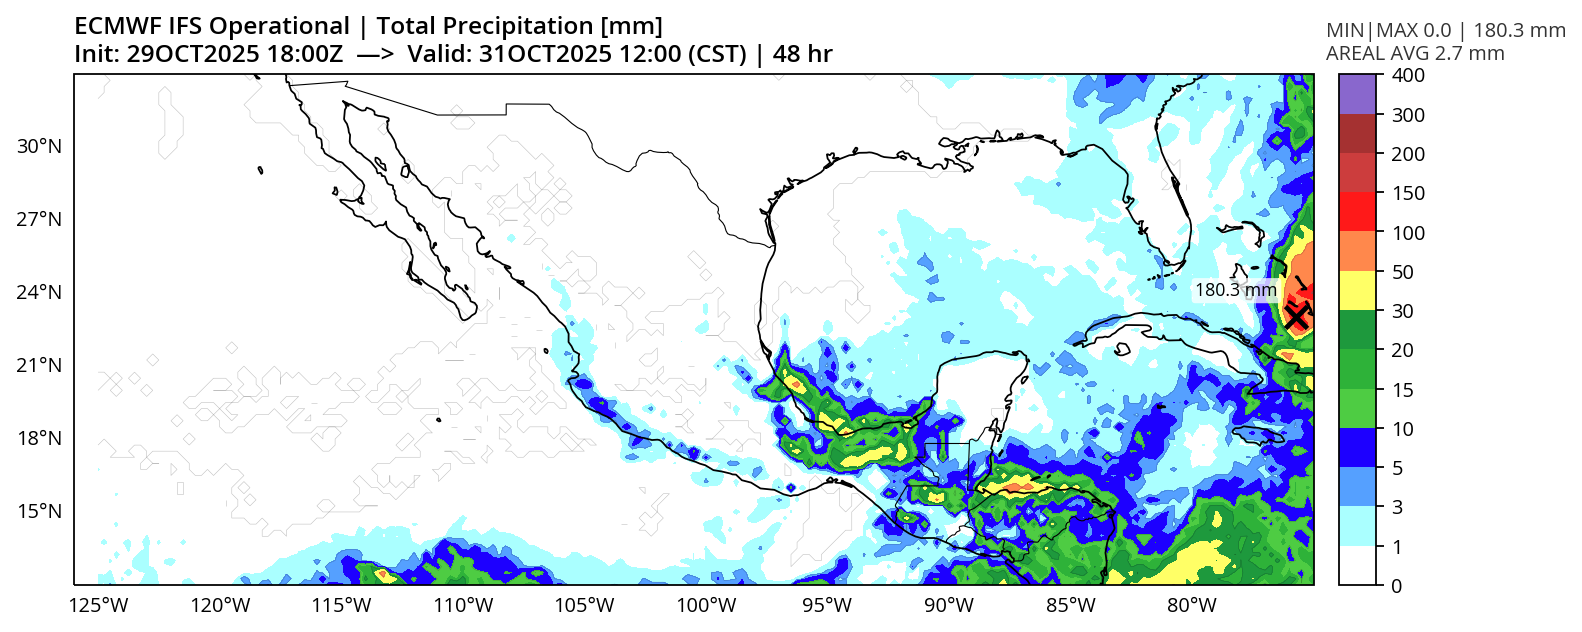 ECMWF IFS Operational | Total Precipitation [mm]
Init: 29OCT2025 18:00Z —> Valid: 31OCT2025 12:00 (CST) | 48 hr
MIN|MAX 0.0 | 180.3 mm
AREAL AVG 2.7 mm
400
300
200
150
100
50
30
20
15
10
5
3
1
0
30°N
27°N
24°N
21°N
18°N
15°N
180.3 mm
125°W 120°W 115°W 110°W 105°W 100°W 95°W 90°W 85°W 80°W